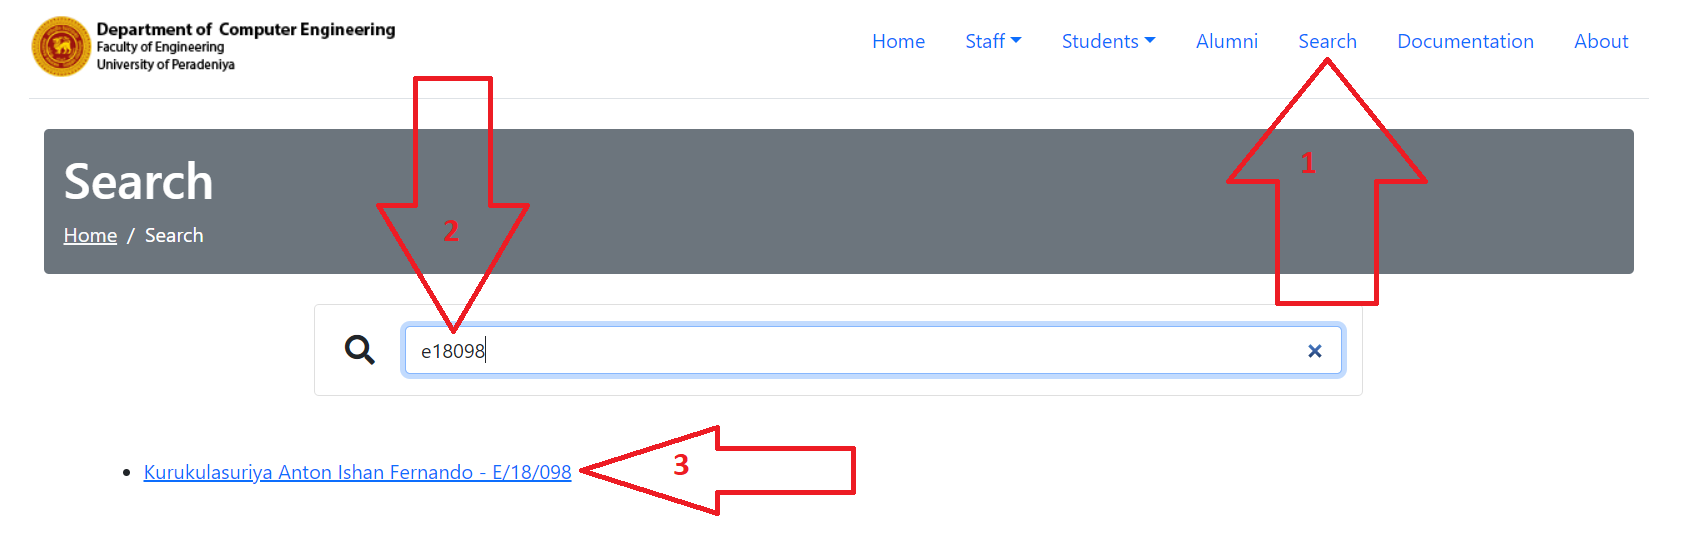 Department of Computer Engineering
Faculty of Engineering
University of Peradeniya
Home Staff Students Alumni Search Documentation About
1
Search
2
Home / Search
e18098
Kurukulasuriya Anton Ishan Fernando - E/18/098
3